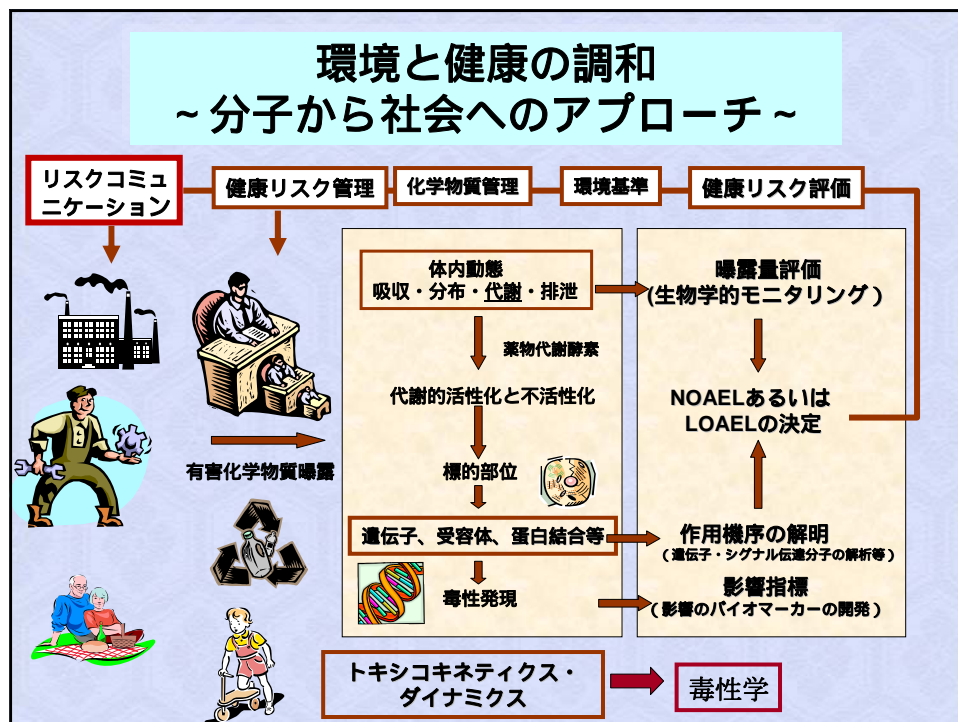 環境と健康の調和
~分子から社会へのアプローチ~
リスクコミュ
ニケーション
健康リスク管理
化学物質管理
環境基準
健康リスク評価
体内動態
吸収・分布・代謝・排泄
薬物代謝酵素
代謝的活性化と不活性化
標的部位
遺伝子、受容体、蛋白結合等
毒性発現
有害化学物質曝露
曝露量評価
(生物学的モニタリング)
NOAELあるいは
LOAELの決定
作用機序の解明
(遺伝子・シグナル伝達分子の解析等)
影響指標
(影響のバイオマーカーの開発)
トキシコキネティクス・
ダイナミクス
毒性学